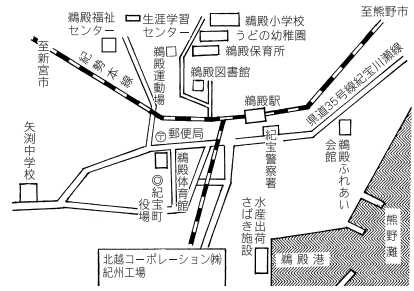 鵜殿福祉
センター
生涯学習
センター
鵜殿小学校
うどの幼稚園
鵜殿保育所
至熊野市
至新宮市
紀勢本線
鵜殿運動場
鵜殿図書館
鵜殿駅
県道35号線紀宝川瀬線
矢渕中学校
〒郵便局
◎紀宝町
役場
鵜殿体育館
紀宝警察署
鵜殿ふれあい
会館
水産出荷
さばき施設
熊野灘
鵜殿港
北越コーポレーション㈱
紀州工場